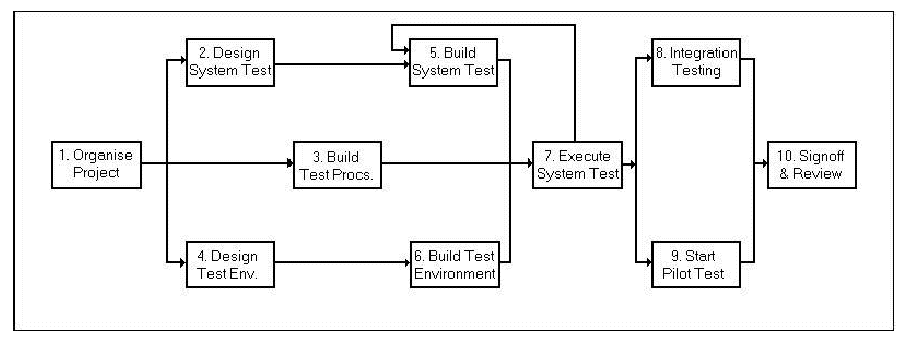 1. Organise
Project
2. Design
System Test
3. Build
Test Procs.
4. Design
Test Env.
5. Build
System Test
6. Build Test
Environment
7. Execute
System Test
8. Integration
Testing
9. Start
Pilot Test
10. Signoff
& Review